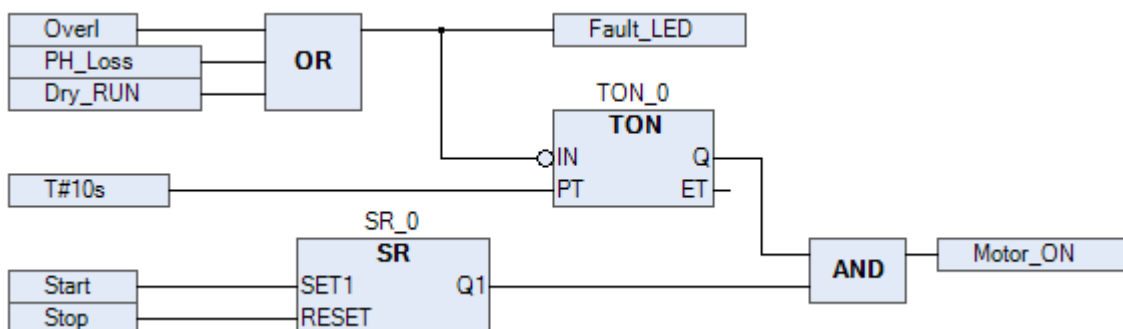 Overl
PH_Loss
Dry_RUN
OR
Fault_LED
TON_0
TON
IN
Q
PT
ET
T#10s
SR_0
SR
SET1
Q1
RESET
Start
Stop
AND
Motor_ON